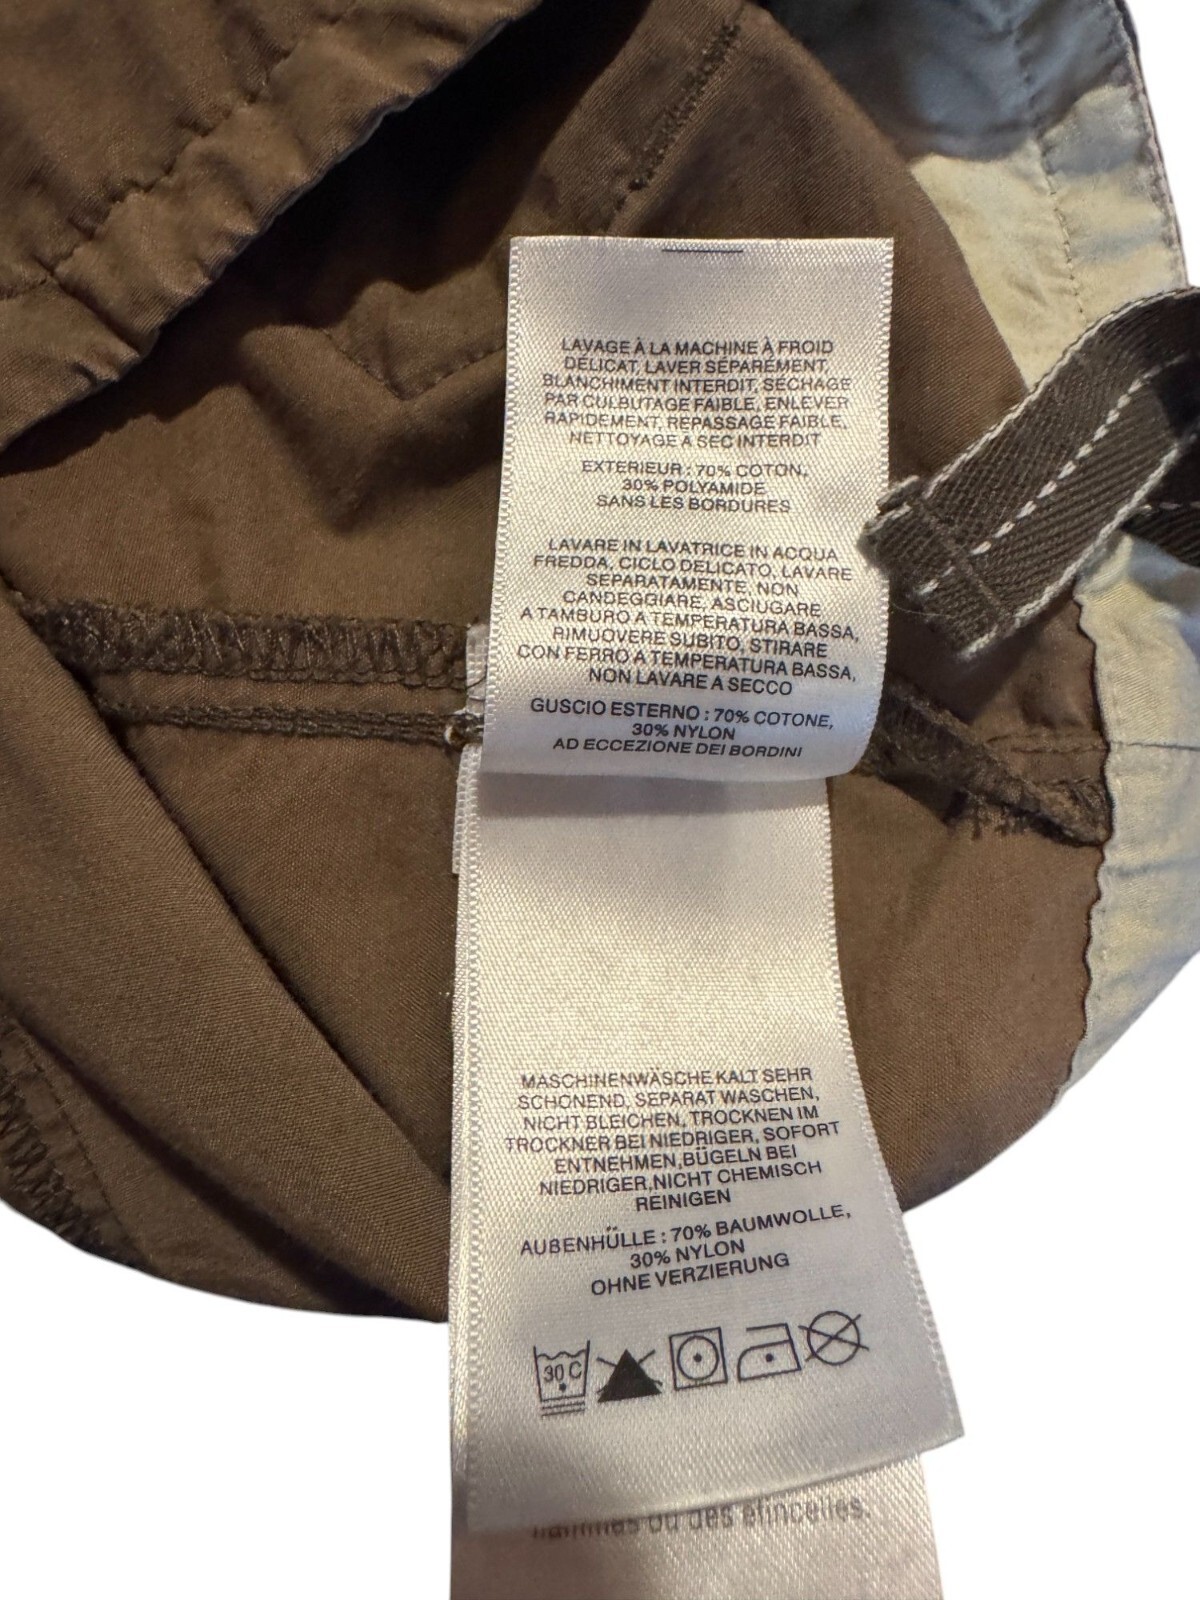 LAVAGE À LA MACHINE À FROID
DÉLICAT, LAVER SÉPARÉMENT,
BLANCHIMENT INTERDIT, SÉCHAGE
PAR CULBUTAGE FAIBLE, ENLEVER
RAPIDEMENT, REPASSAGE FAIBLE,
NETTOYAGE A SEC INTERDIT
EXTERIEUR : 70% COTON,
30% POLYAMIDE
SANS LES BORDURES
LAVARE IN LAVATRICE IN ACQUA
FREDDA, CICLO DELICATO, LAVARE
SEPARATAMENTE, NON
CANDEGGIARE, ASCIUGARE
A TAMBURO A TEMPERATURA BASSA,
RIMUOVERE SUBITO, STIRARE
CON FERRO A TEMPERATURA BASSA,
NON LAVARE A SECCO
GUSCIO ESTERNO : 70% COTONE,
30% NYLON
AD ECCEZIONE DEI BORDINI
MASCHINENWÄSCHE KALT SEHR
SCHONEND, SEPARAT WASCHEN,
NICHT BLEICHEN, TROCKNEN IM
TROCKNER BEI NIEDRIGER, SOFORT
ENTNEHMEN,BÜGELN BEI
NIEDRIGER,NICHT CHEMISCH
REINIGEN
AUßENHÜLLE : 70% BAUMWOLLE,
30% NYLON
OHNE VERZIERUNG
30 C
ou des étincelles.